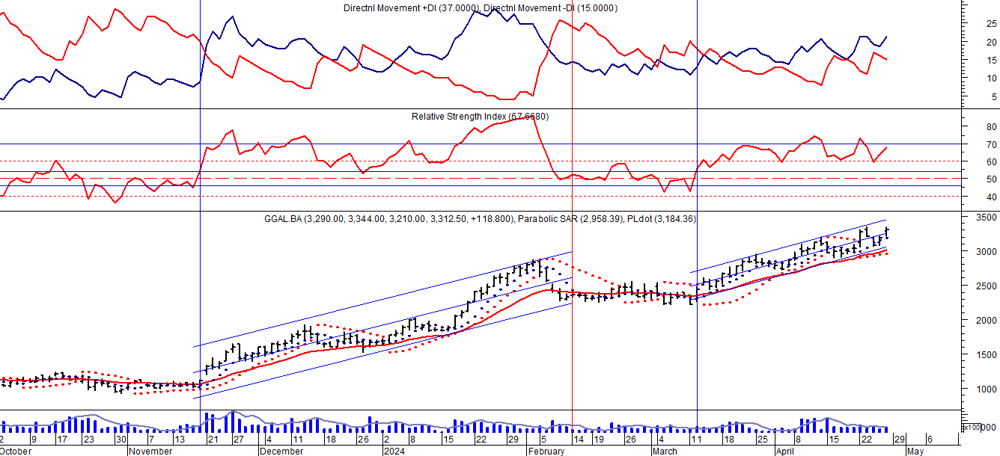 Directnl Movement +DI (37.0000), Directnl Movement -DI (15.0000)
25
20
15
10
5
Relative Strength Index (67.6680)
80
70
60
50
40
GGAL.BA (3,290.00, 3,344.00, 3,210.00, 3,312.50, +118.800), Parabolic SAR (2,958.39), PLdot (3,184.36)
3500
3000
2500
2000
1500
1000
x100 000
2 9 17 23 30 7 13 21 27 4 11 18 26 2 8 15 22 29 5 14 19 26 4 11 18 25 1 8 15 22 29 6
October November December 2024 February March April May